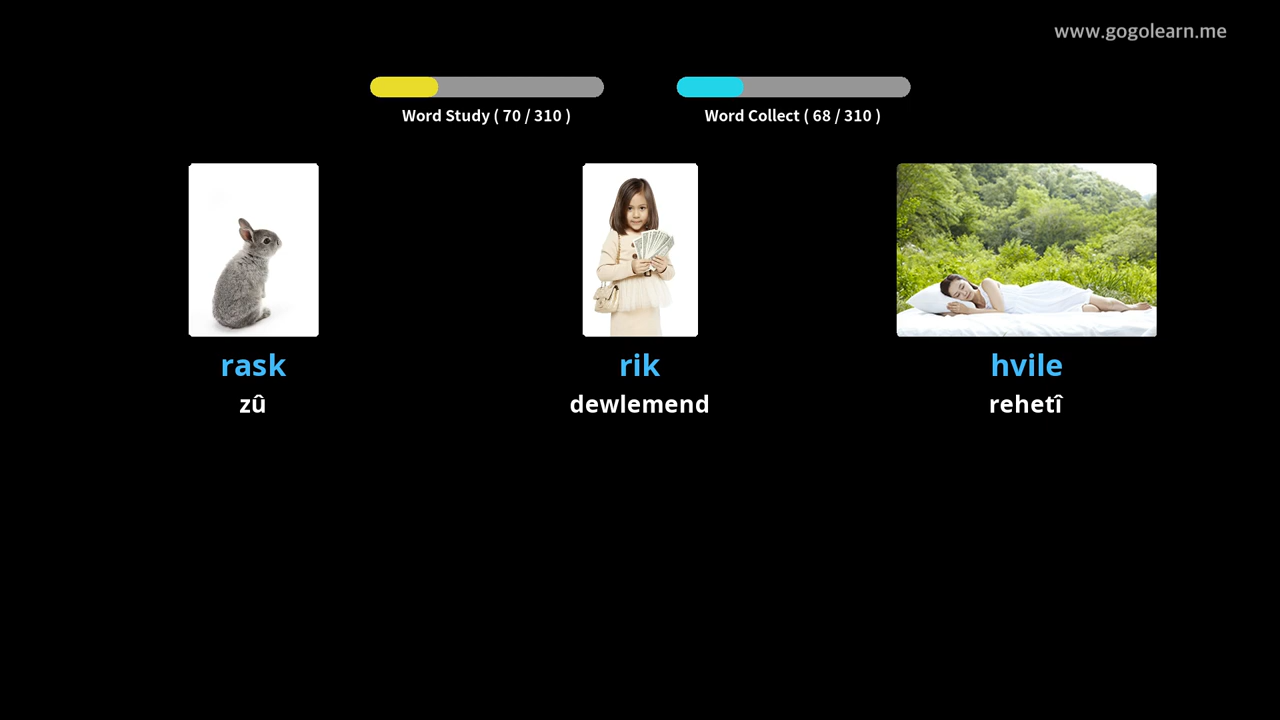 www.gogolearn.me
Word Study ( 70 / 310 )
Word Collect ( 68 / 310 )
rask
zû
rik
dewlemend
hvile
rehetî